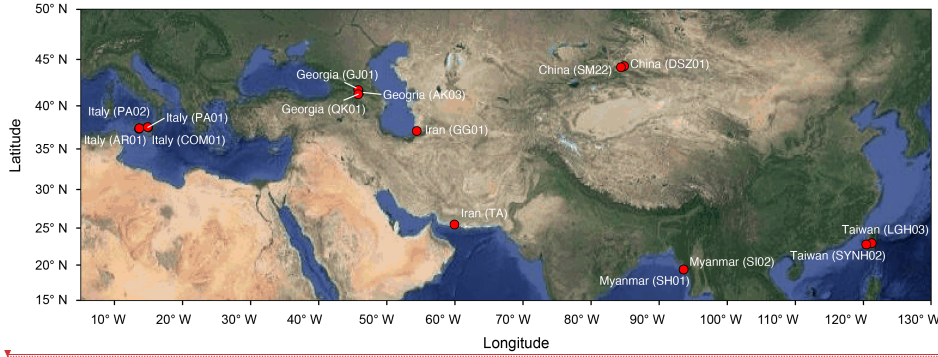 50° N
45° N
40° N
35° N
30° N
25° N
20° N
15° N
Latitude
Georgia (GJ01)
Geogria (AK03)
Georgia (QK01)
China (SM22)
China (DSZ01)
Italy (PA02)
Italy (PA01)
Italy (AR01)
Italy (COM01)
Iran (GG01)
Iran (TA)
Taiwan (LGH03)
Taiwan (SYNH02)
Myanmar (SI02)
Myanmar (SH01)
10° W
20° W
30° W
40° W
50° W
60° W
70° W
80° W
90° W
100° W
110° W
120° W
130° W
Longitude